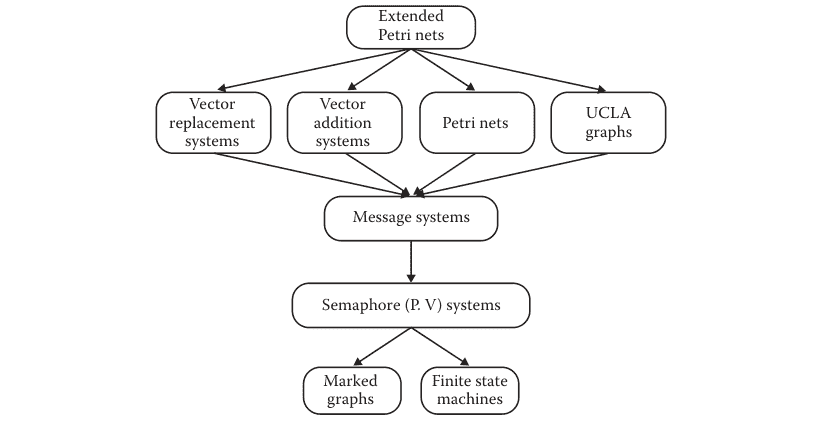 Extended
Petri nets
Vector
replacement
systems
Vector
addition
systems
Petri nets
UCLA
graphs
Message systems
Semaphore (P. V) systems
Marked
graphs
Finite state
machines